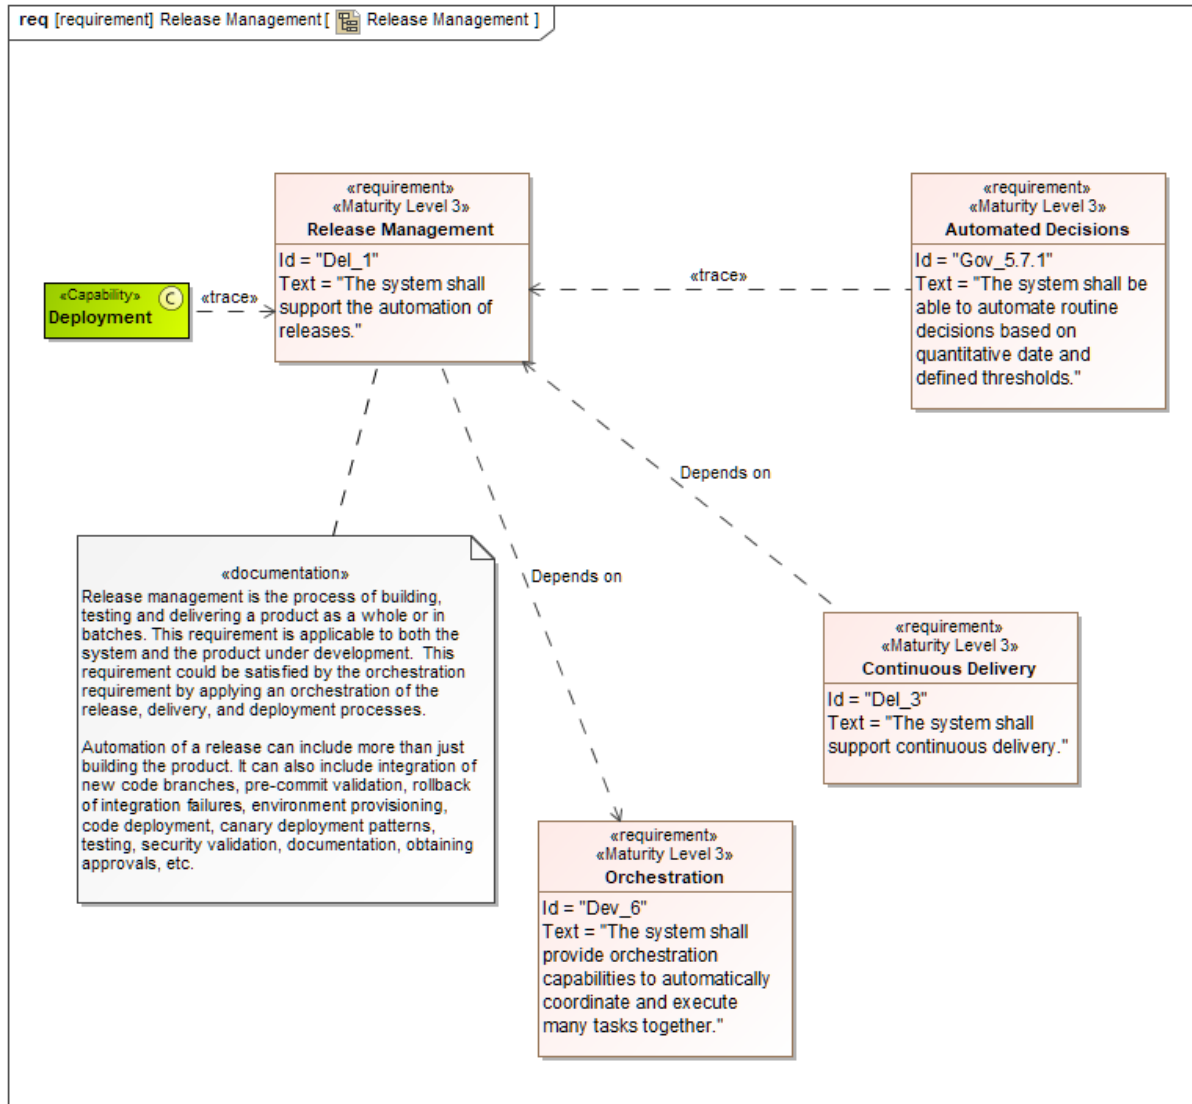 req [requirement] Release Management [ Release Management ]
«requirement»
«Maturity Level 3»
Release Management
Id = "Del_1"
Text = "The system shall
support the automation of
releases."
«requirement»
«Maturity Level 3»
Automated Decisions
Id = "Gov_5.7.1"
Text = "The system shall be
able to automate routine
decisions based on
quantitative date and
defined thresholds."
«trace»
«Capability»
C
Deployment
«trace»
Depends on
Depends on
«documentation»
Release management is the process of building,
testing and delivering a product as a whole or in
batches. This requirement is applicable to both the
system and the product under development.  This
requirement could be satisfied by the orchestration
requirement by applying an orchestration of the
release, delivery, and deployment processes.
Automation of a release can include more than just
building the product. It can also include integration of
new code branches, pre-commit validation, rollback
of integration failures, environment provisioning,
code deployment, canary deployment patterns,
testing, security validation, documentation, obtaining
approvals, etc.
«requirement»
«Maturity Level 3»
Continuous Delivery
Id = "Del_3"
Text = "The system shall
support continuous delivery."
«requirement»
«Maturity Level 3»
Orchestration
Id = "Dev_6"
Text = "The system shall
provide orchestration
capabilities to automatically
coordinate and execute
many tasks together."